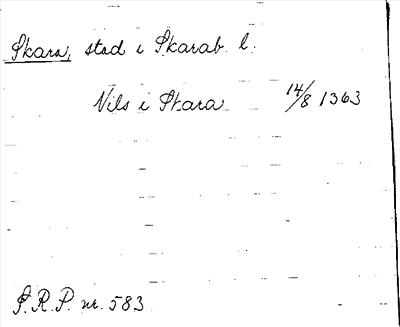 Skara, stad i Skarab. l.
Nils i Skara 14/8 1363
S.R.P. nr. 583